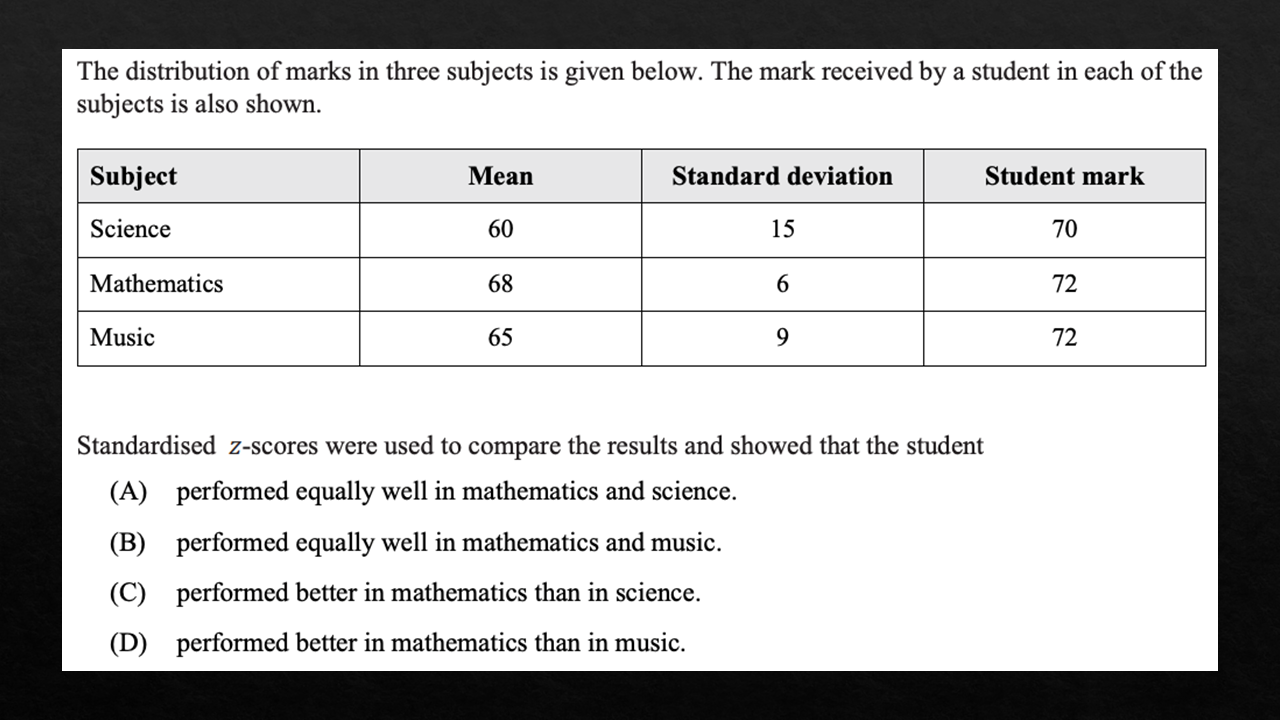 The distribution of marks in three subjects is given below. The mark received by a student in each of the
subjects is also shown.
Subject Mean Standard deviation Student mark
Science 60 15 70
Mathematics 68 6 72
Music 65 9 72
Standardised z-scores were used to compare the results and showed that the student
(A) performed equally well in mathematics and science.
(B) performed equally well in mathematics and music.
(C) performed better in mathematics than in science.
(D) performed better in mathematics than in music.